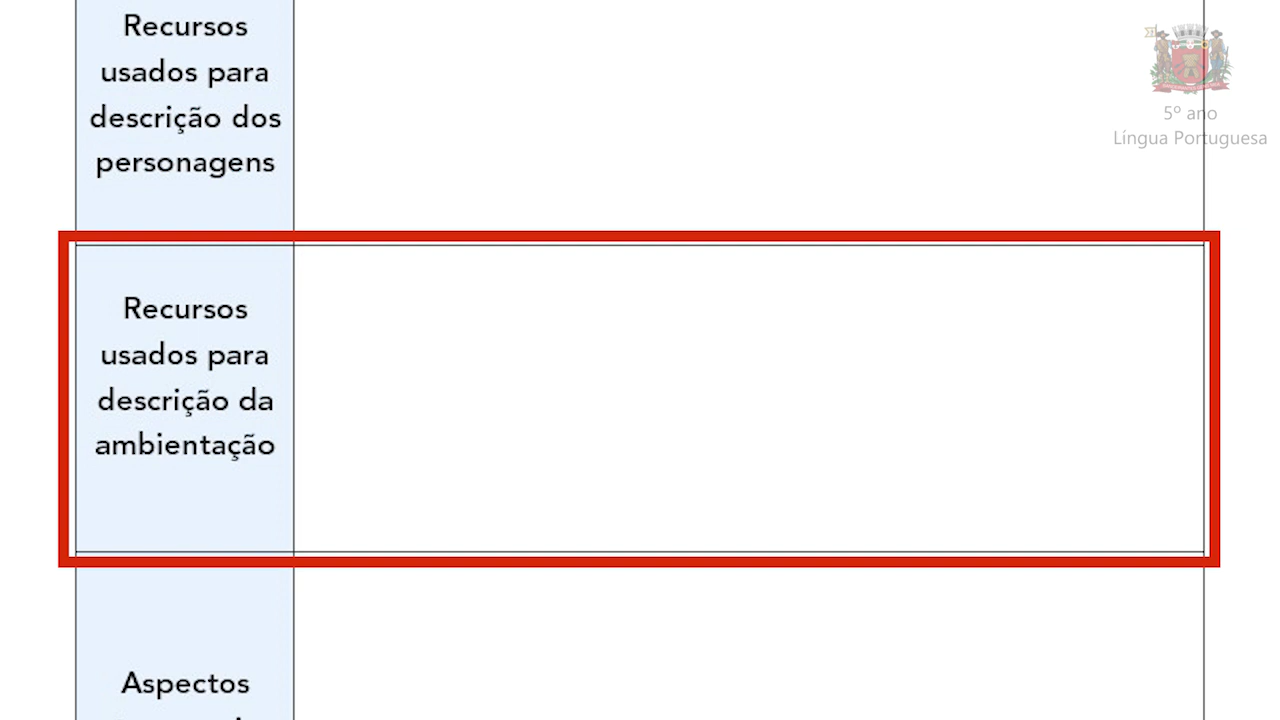 Recursos
usados para
descrição dos
personagens
5º ano
Língua Portuguesa
Recursos
usados para
descrição da
ambientação
Aspectos